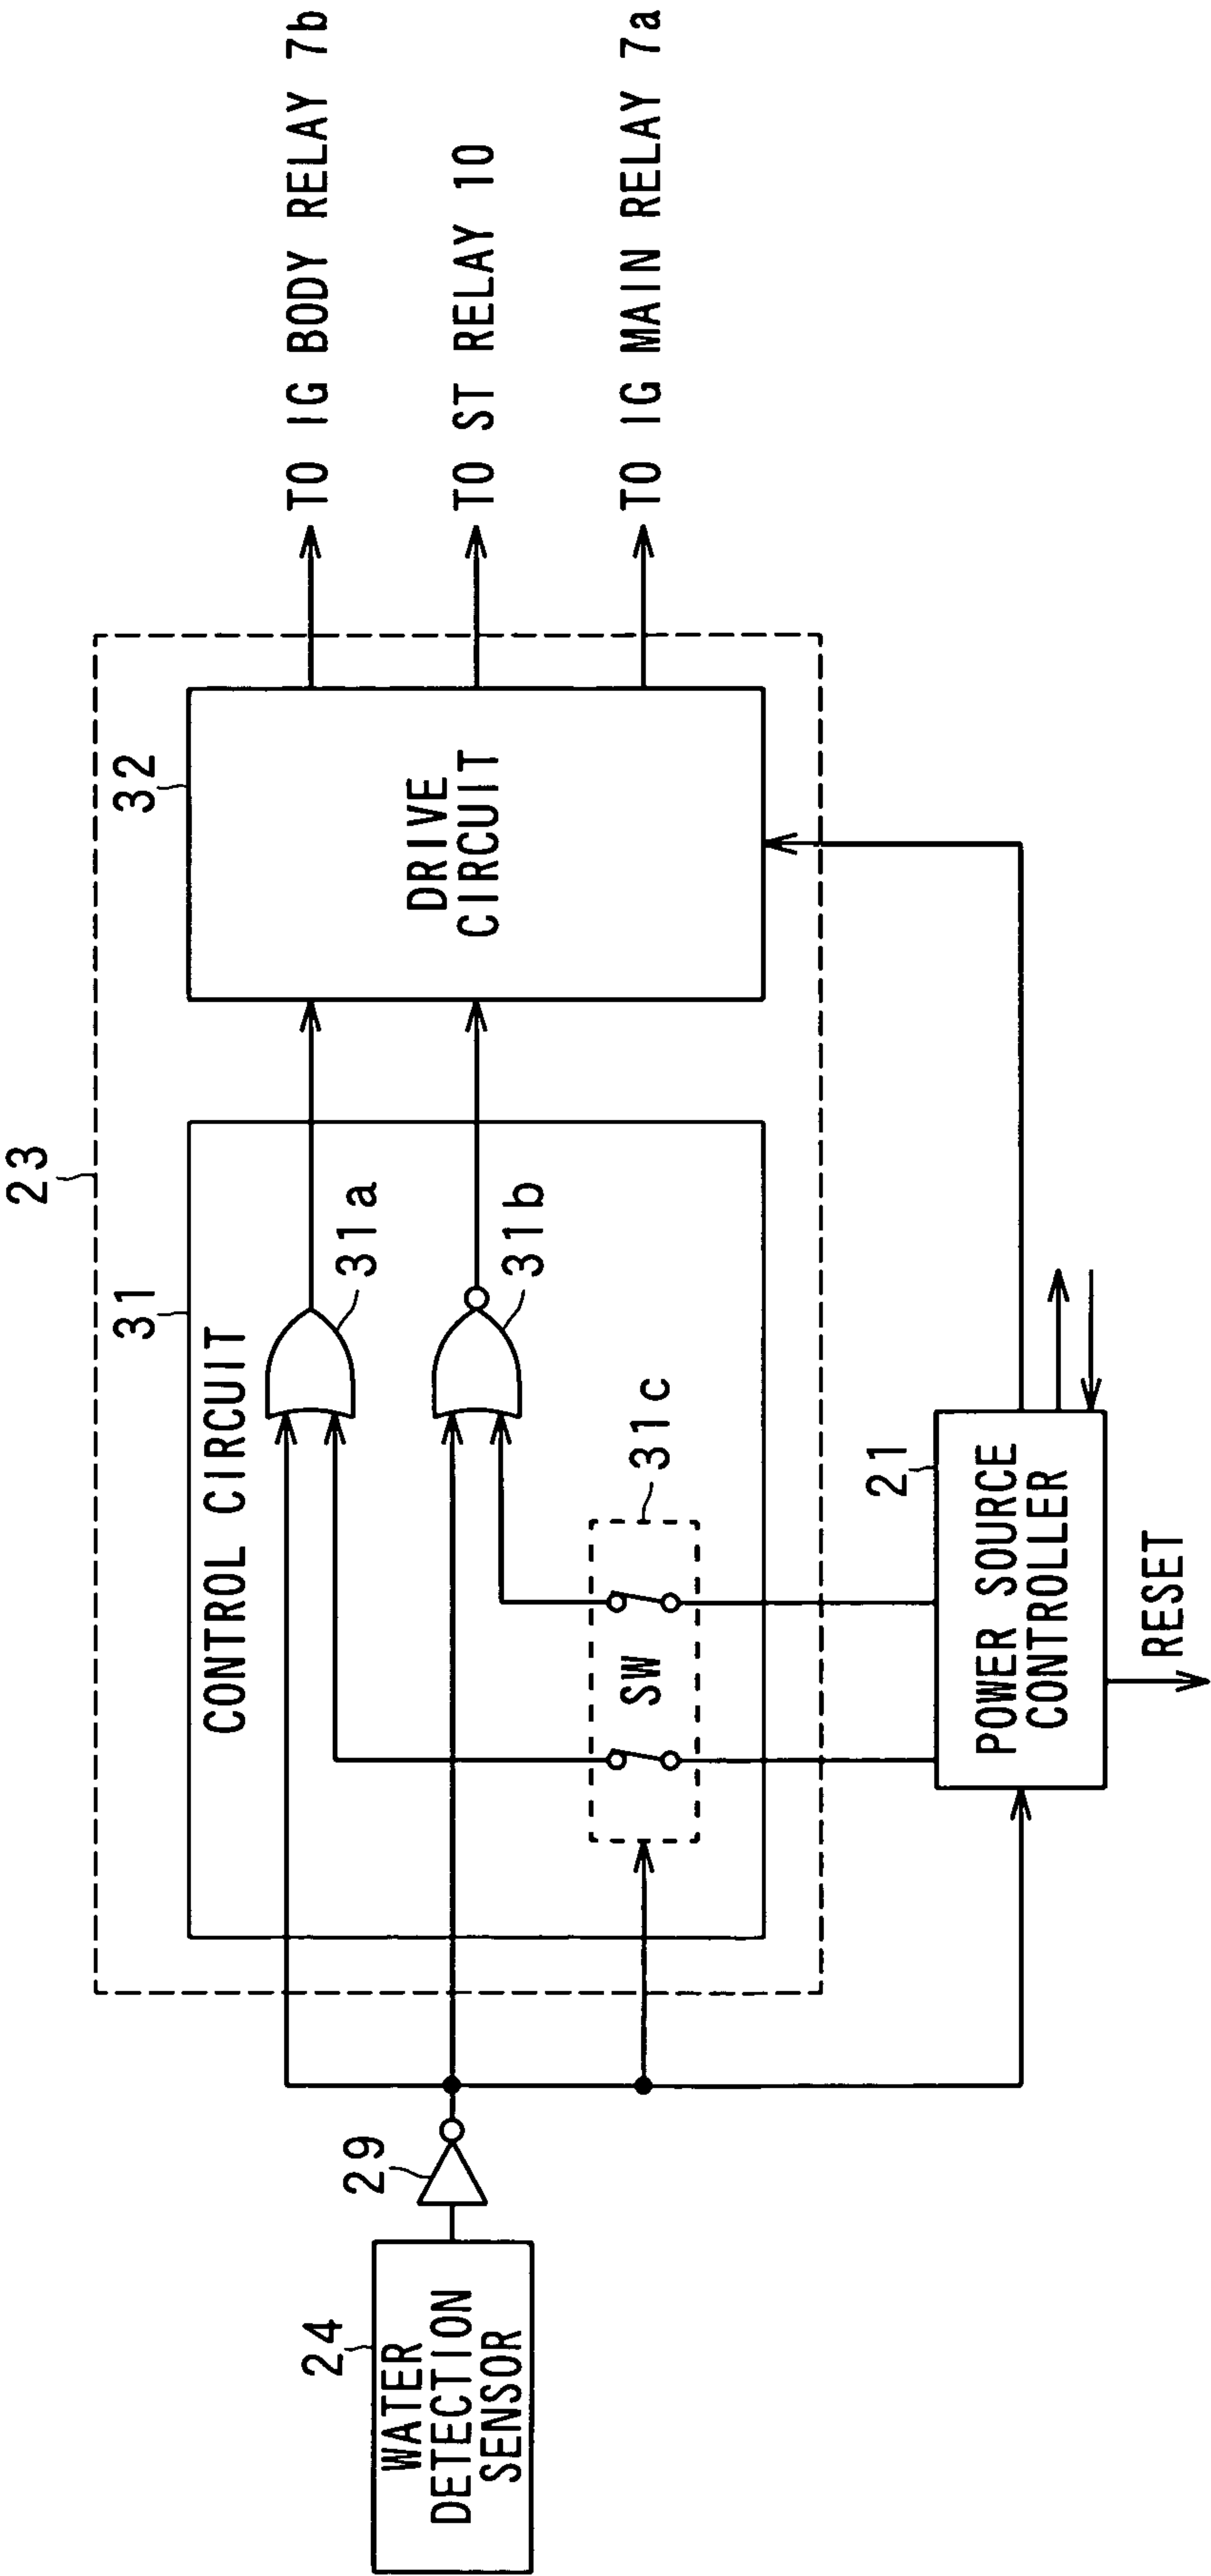 23
31
32
CONTROL CIRCUIT
31a
31b
31c
SW
DRIVE
CIRCUIT
TO IG BODY RELAY 7b
TO ST RELAY 10
TO IG MAIN RELAY 7a
24
WATER
DETECTION
SENSOR
29
21
POWER SOURCE
CONTROLLER
RESET